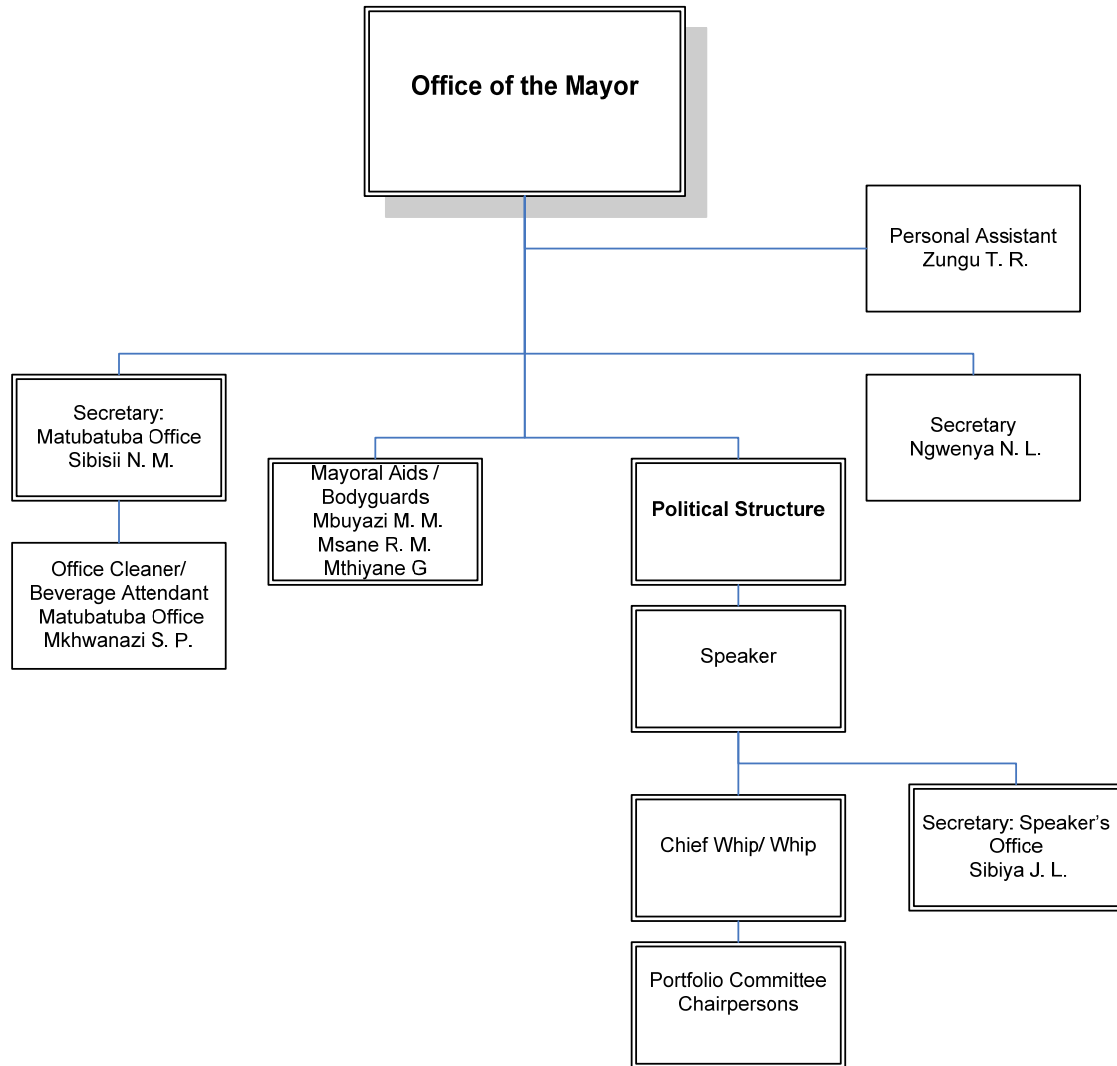 Office of the Mayor
Personal Assistant
Zungu T. R.
Secretary:
Matubatuba Office
Sibisii N. M.
Secretary
Ngwenya N. L.
Mayoral Aids /
Bodyguards
Mbuyazi M. M.
Msane R. M.
Mthiyane G
Political Structure
Office Cleaner/
Beverage Attendant
Matubatuba Office
Mkhwanazi S. P.
Speaker
Chief Whip/ Whip
Secretary: Speaker’s
Office
Sibiya J. L.
Portfolio Committee
Chairpersons